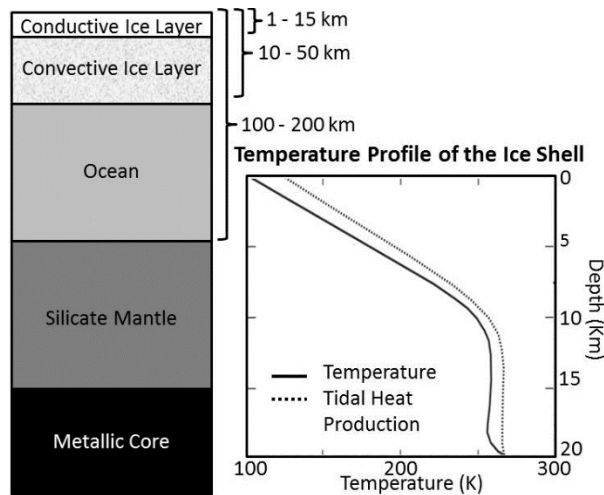 Conductive Ice Layer
1 - 15 km
Convective Ice Layer
10 - 50 km
100 - 200 km
Ocean
Silicate Mantle
Metallic Core
Temperature Profile of the Ice Shell
0
5
10
15
20
Depth (Km)
Temperature
Tidal Heat
Production
100
200
300
Temperature (K)